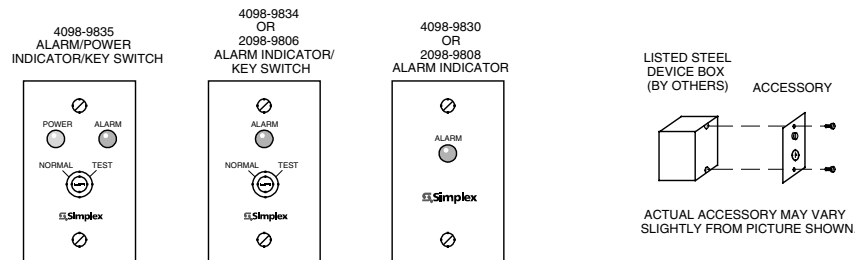 4098-9835
ALARM/POWER
INDICATOR/KEY SWITCH
POWER
ALARM
NORMAL
TEST
Simplex
4098-9834
OR
2098-9806
ALARM INDICATOR/
KEY SWITCH
ALARM
NORMAL
TEST
Simplex
4098-9830
OR
2098-9808
ALARM INDICATOR
ALARM
Simplex
LISTED STEEL
DEVICE BOX
(BY OTHERS)
ACCESSORY
ACTUAL ACCESSORY MAY VARY
SLIGHTLY FROM PICTURE SHOWN.